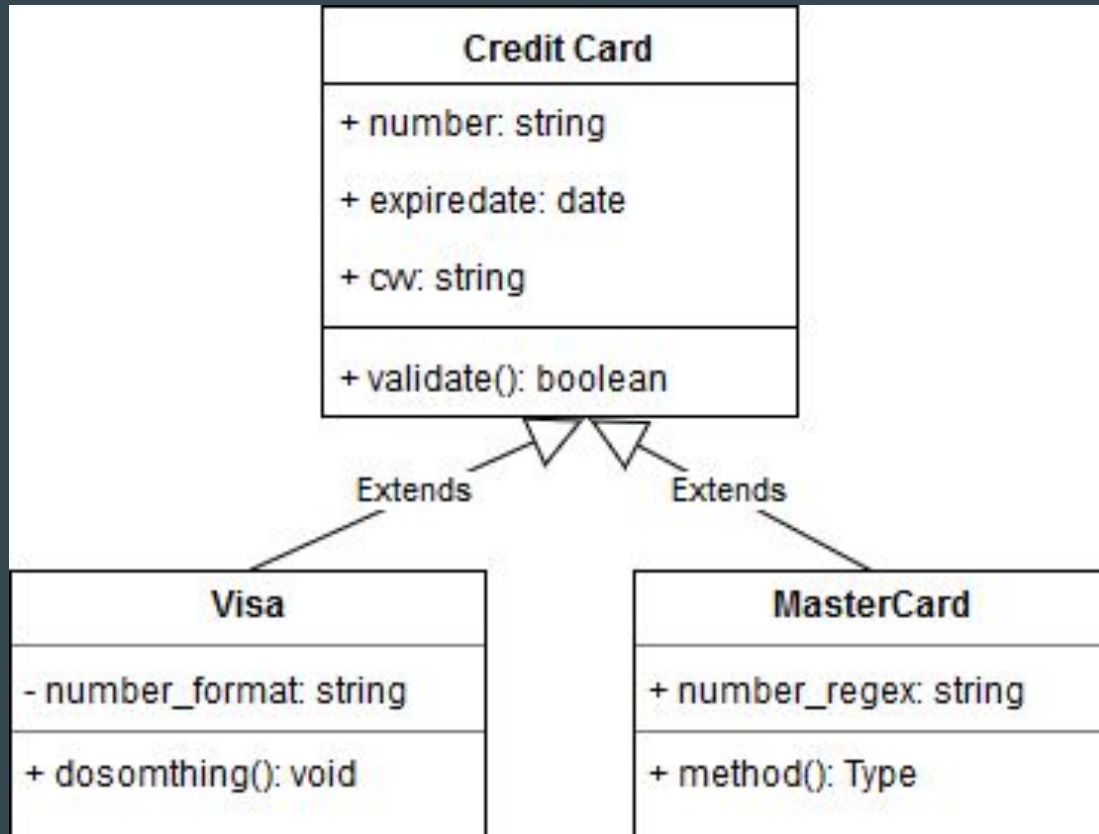 Credit Card
+ number: string
+ expiredate: date
+ cvv: string
+ validate(): boolean
Extends
Extends
Visa
- number_format: string
+ dosomthing(): void
MasterCard
+ number_regex: string
+ method(): Type